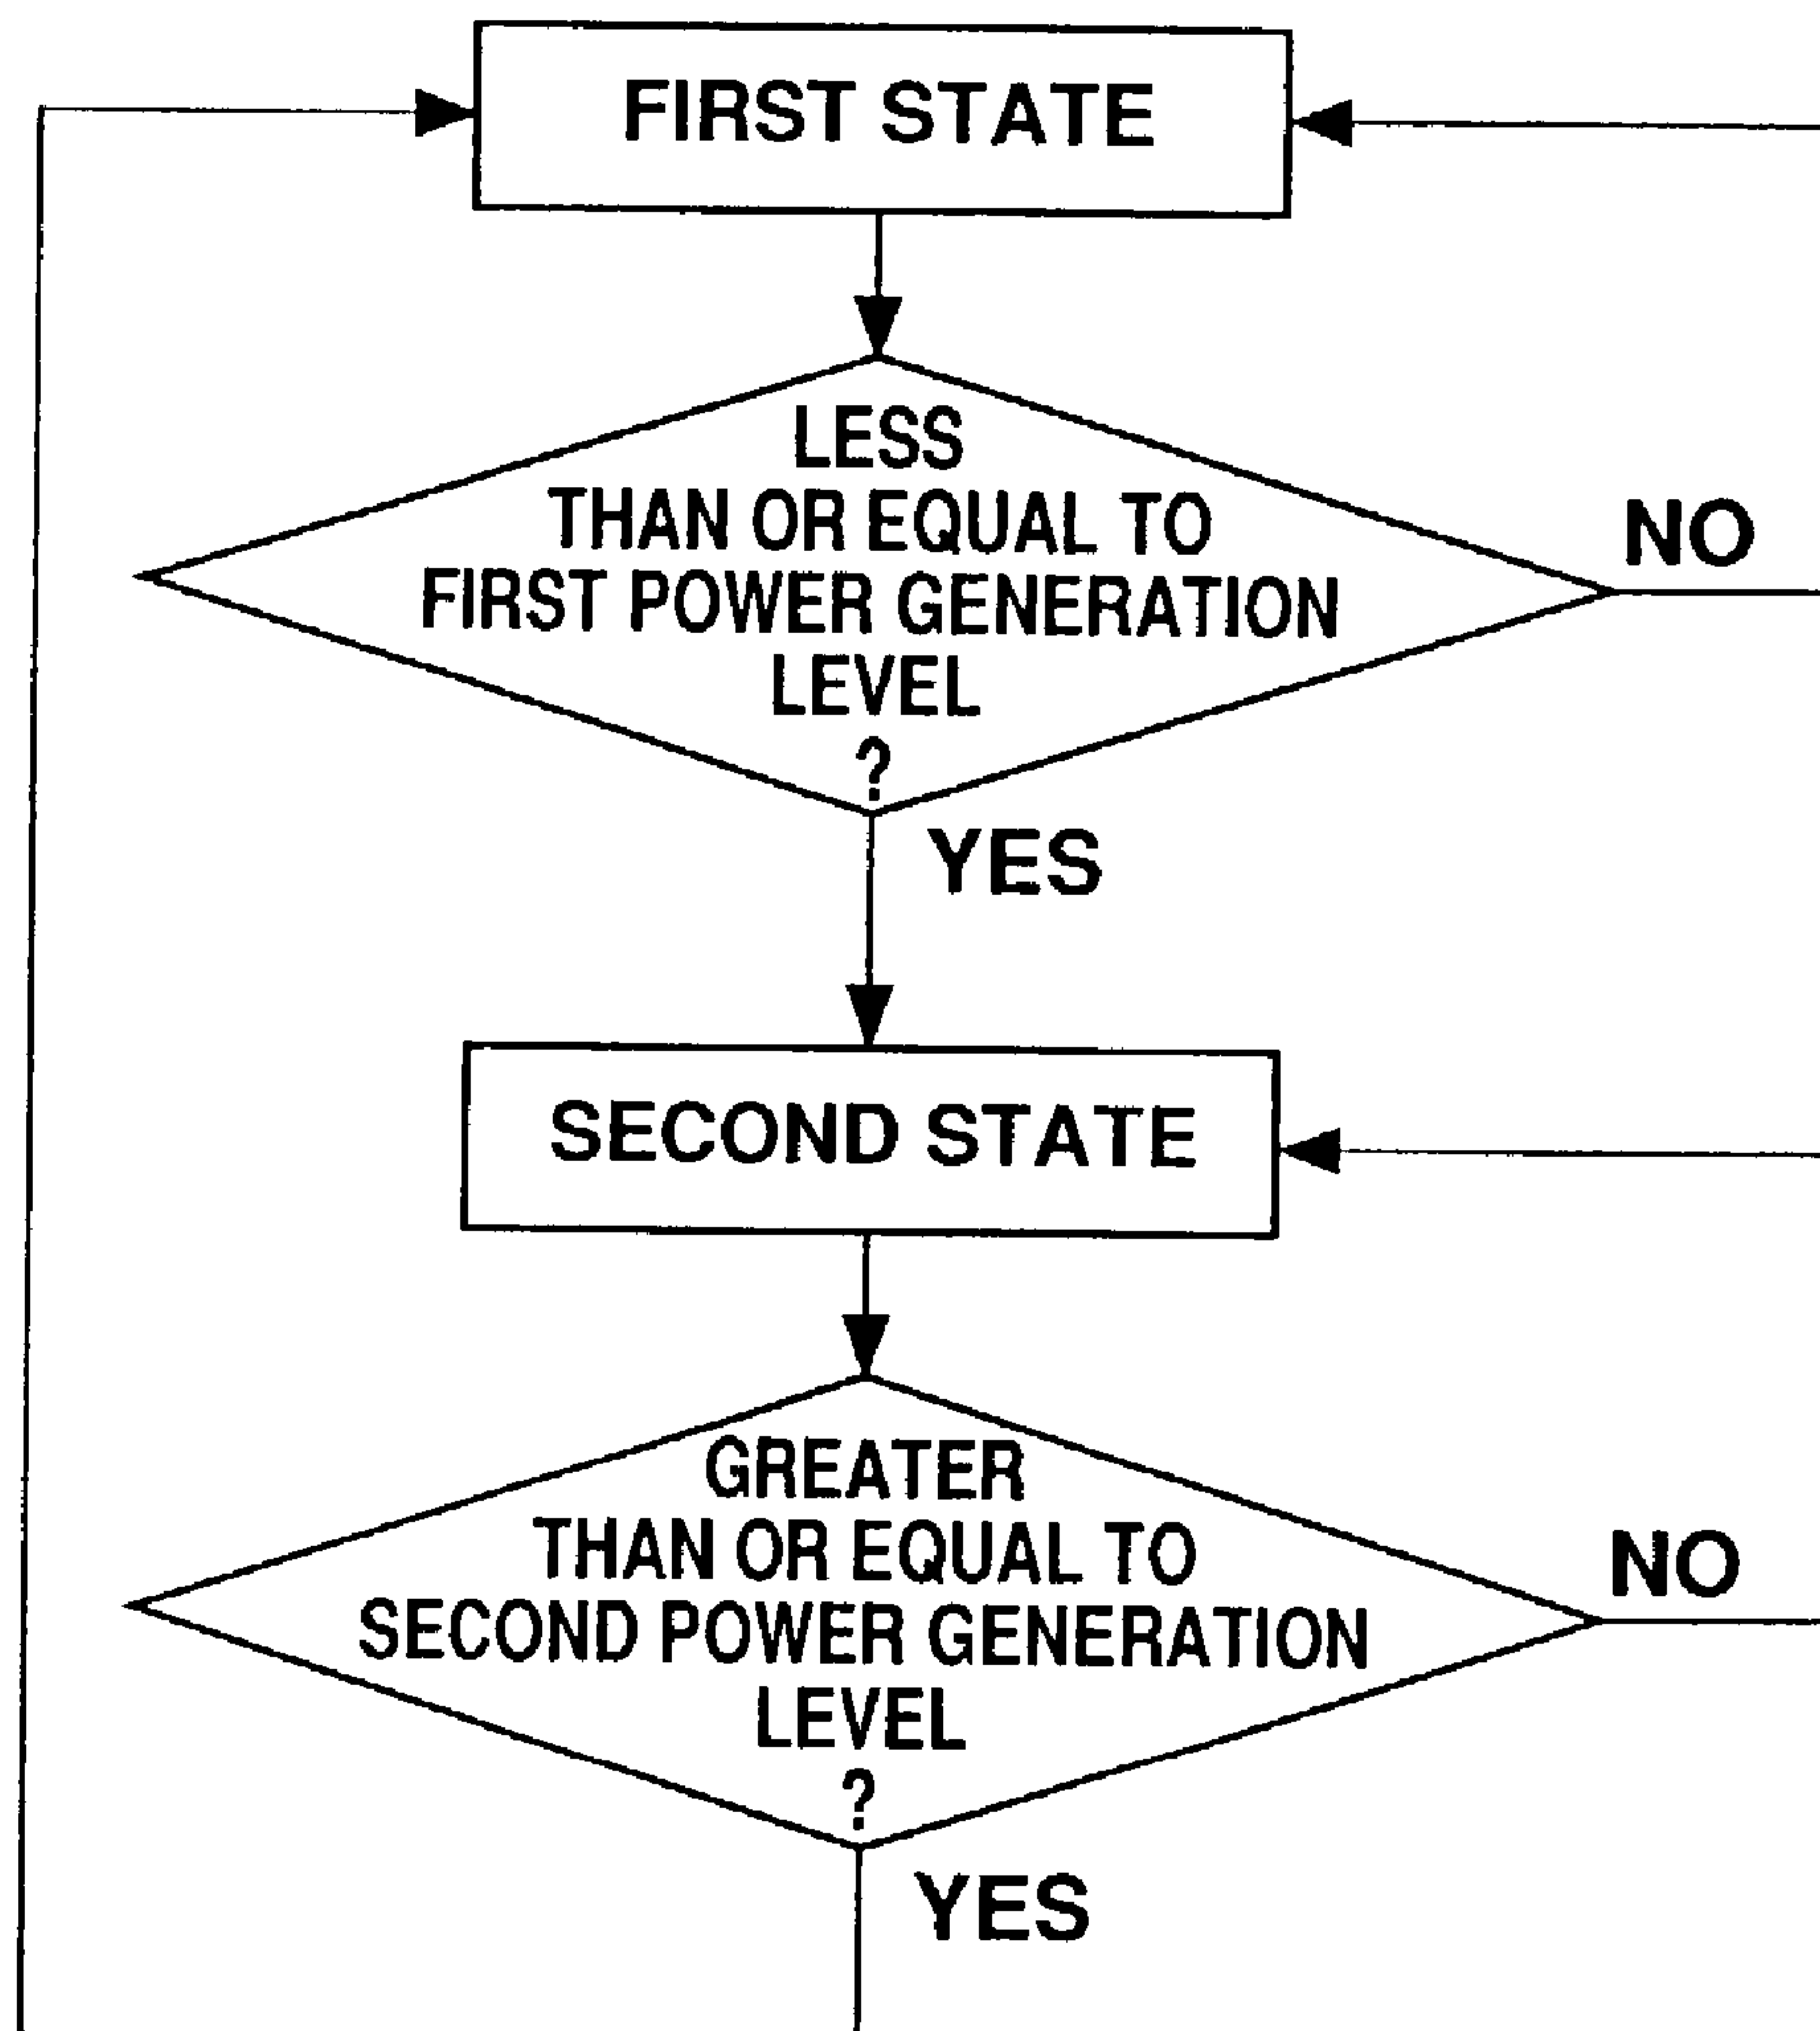 FIRST STATE
LESS
THAN OR EQUAL TO
FIRST POWER GENERATION
LEVEL
?
NO
YES
SECOND STATE
GREATER
THAN OR EQUAL TO
SECOND POWER GENERATION
LEVEL
?
NO
YES